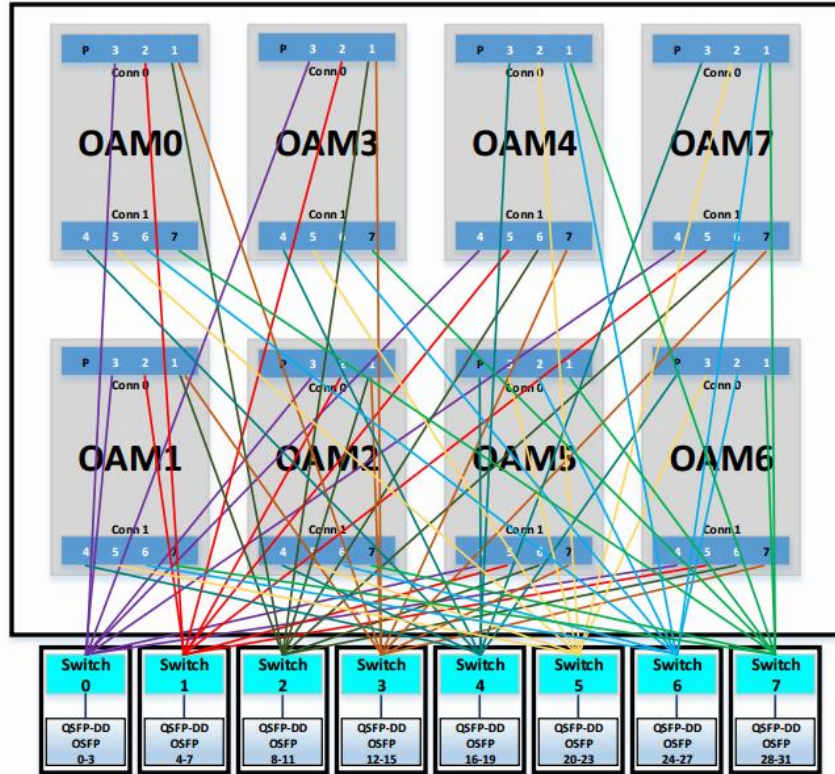 P 3 2 1 P 3 2 1 P 3 2 1 P 3 2 1
Conn 0 Conn 0 Conn 0 Conn 0
OAM0 OAM3 OAM4 OAM7
Conn 1 Conn 1 Conn 1 Conn 1
4 5 6 7 4 5 6 7 4 5 6 7 4 5 6 7
P 3 2 1 P 3 2 1 P 2 1 P 3 2 1
Conn 0 Conn 0 Conn 0 Conn 0
OAM1 OAM2 OAM5 OAM6
Conn 1 Conn 1 Conn 1 Conn 1
4 5 6 7 4 5 6 7 5 6 7 4 5 6 7
Switch Switch Switch Switch Switch Switch Switch Switch
0 1 2 3 4 5 6 7
QSFP-DD QSFP-DD QSFP-DD QSFP-DD QSFP-DD QSFP-DD QSFP-DD QSFP-DD
OSFP OSFP OSFP OSFP OSFP OSFP OSFP OSFP
0-3 4-7 8-11 12-15 16-19 20-23 24-27 28-31